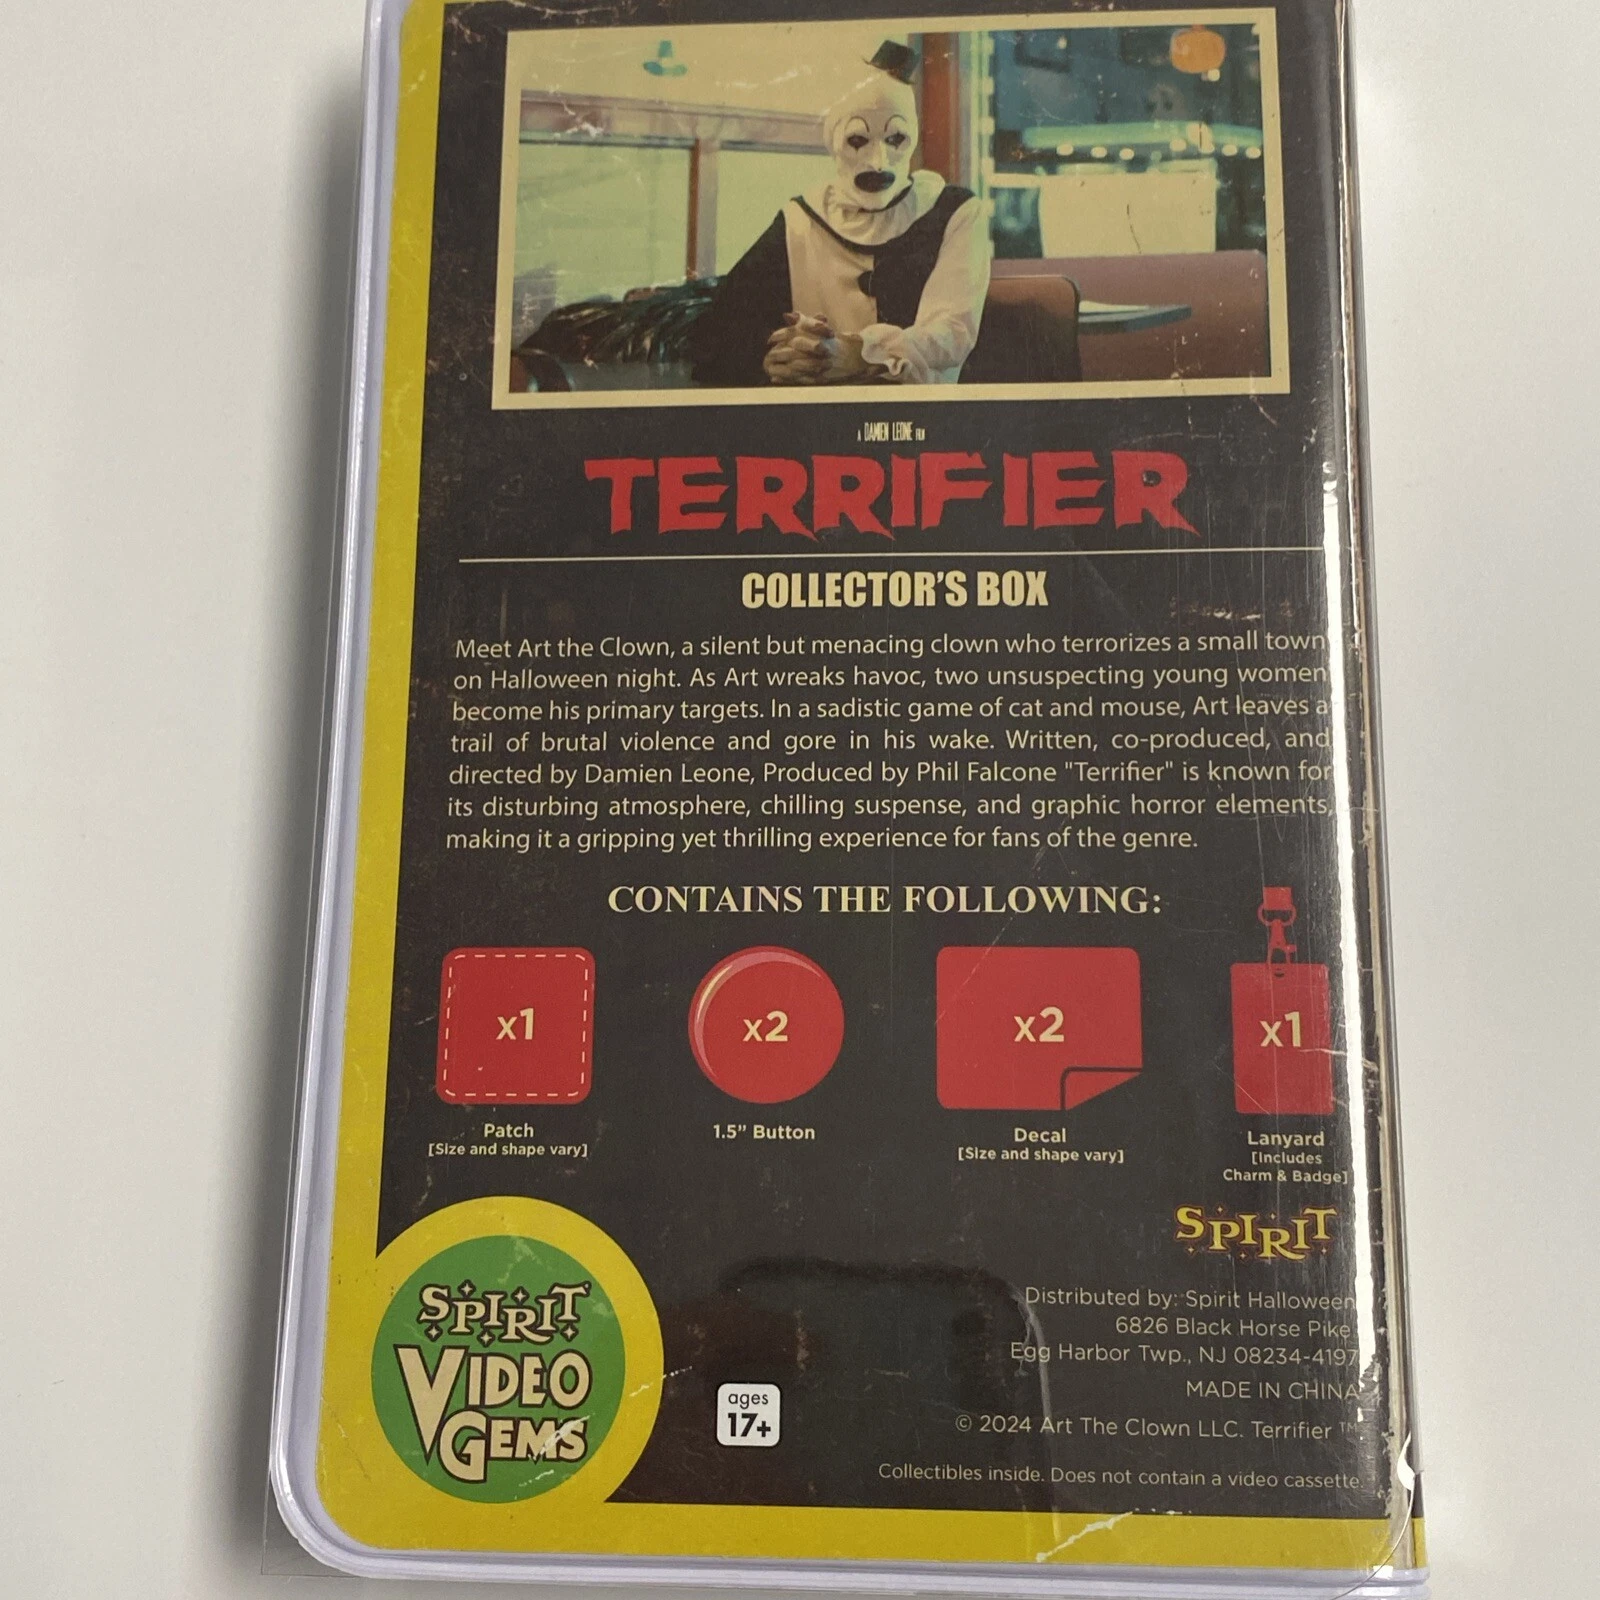 A DAMIEN LEONE FILM
TERRIFIER
COLLECTOR'S BOX
Meet Art the Clown, a silent but menacing clown who terrorizes a small town
on Halloween night. As Art wreaks havoc, two unsuspecting young women
become his primary targets. In a sadistic game of cat and mouse, Art leaves a
trail of brutal violence and gore in his wake. Written, co-produced, and
directed by Damien Leone, Produced by Phil Falcone "Terrifier" is known for
its disturbing atmosphere, chilling suspense, and graphic horror elements,
making it a gripping yet thrilling experience for fans of the genre.
CONTAINS THE FOLLOWING:
x1
x2
x2
x1
Patch
[Size and shape vary]
1.5” Button
Decal
[Size and shape vary]
Lanyard
[Includes
Charm & Badge]
SPIRIT
SPIRIT
VIDEO
GEMS
ages
17+
Distributed by: Spirit Halloween
6826 Black Horse Pike
Egg Harbor Twp., NJ 08234-4197
MADE IN CHINA
© 2024 Art The Clown LLC. Terrifier ™.
Collectibles inside. Does not contain a video cassette.